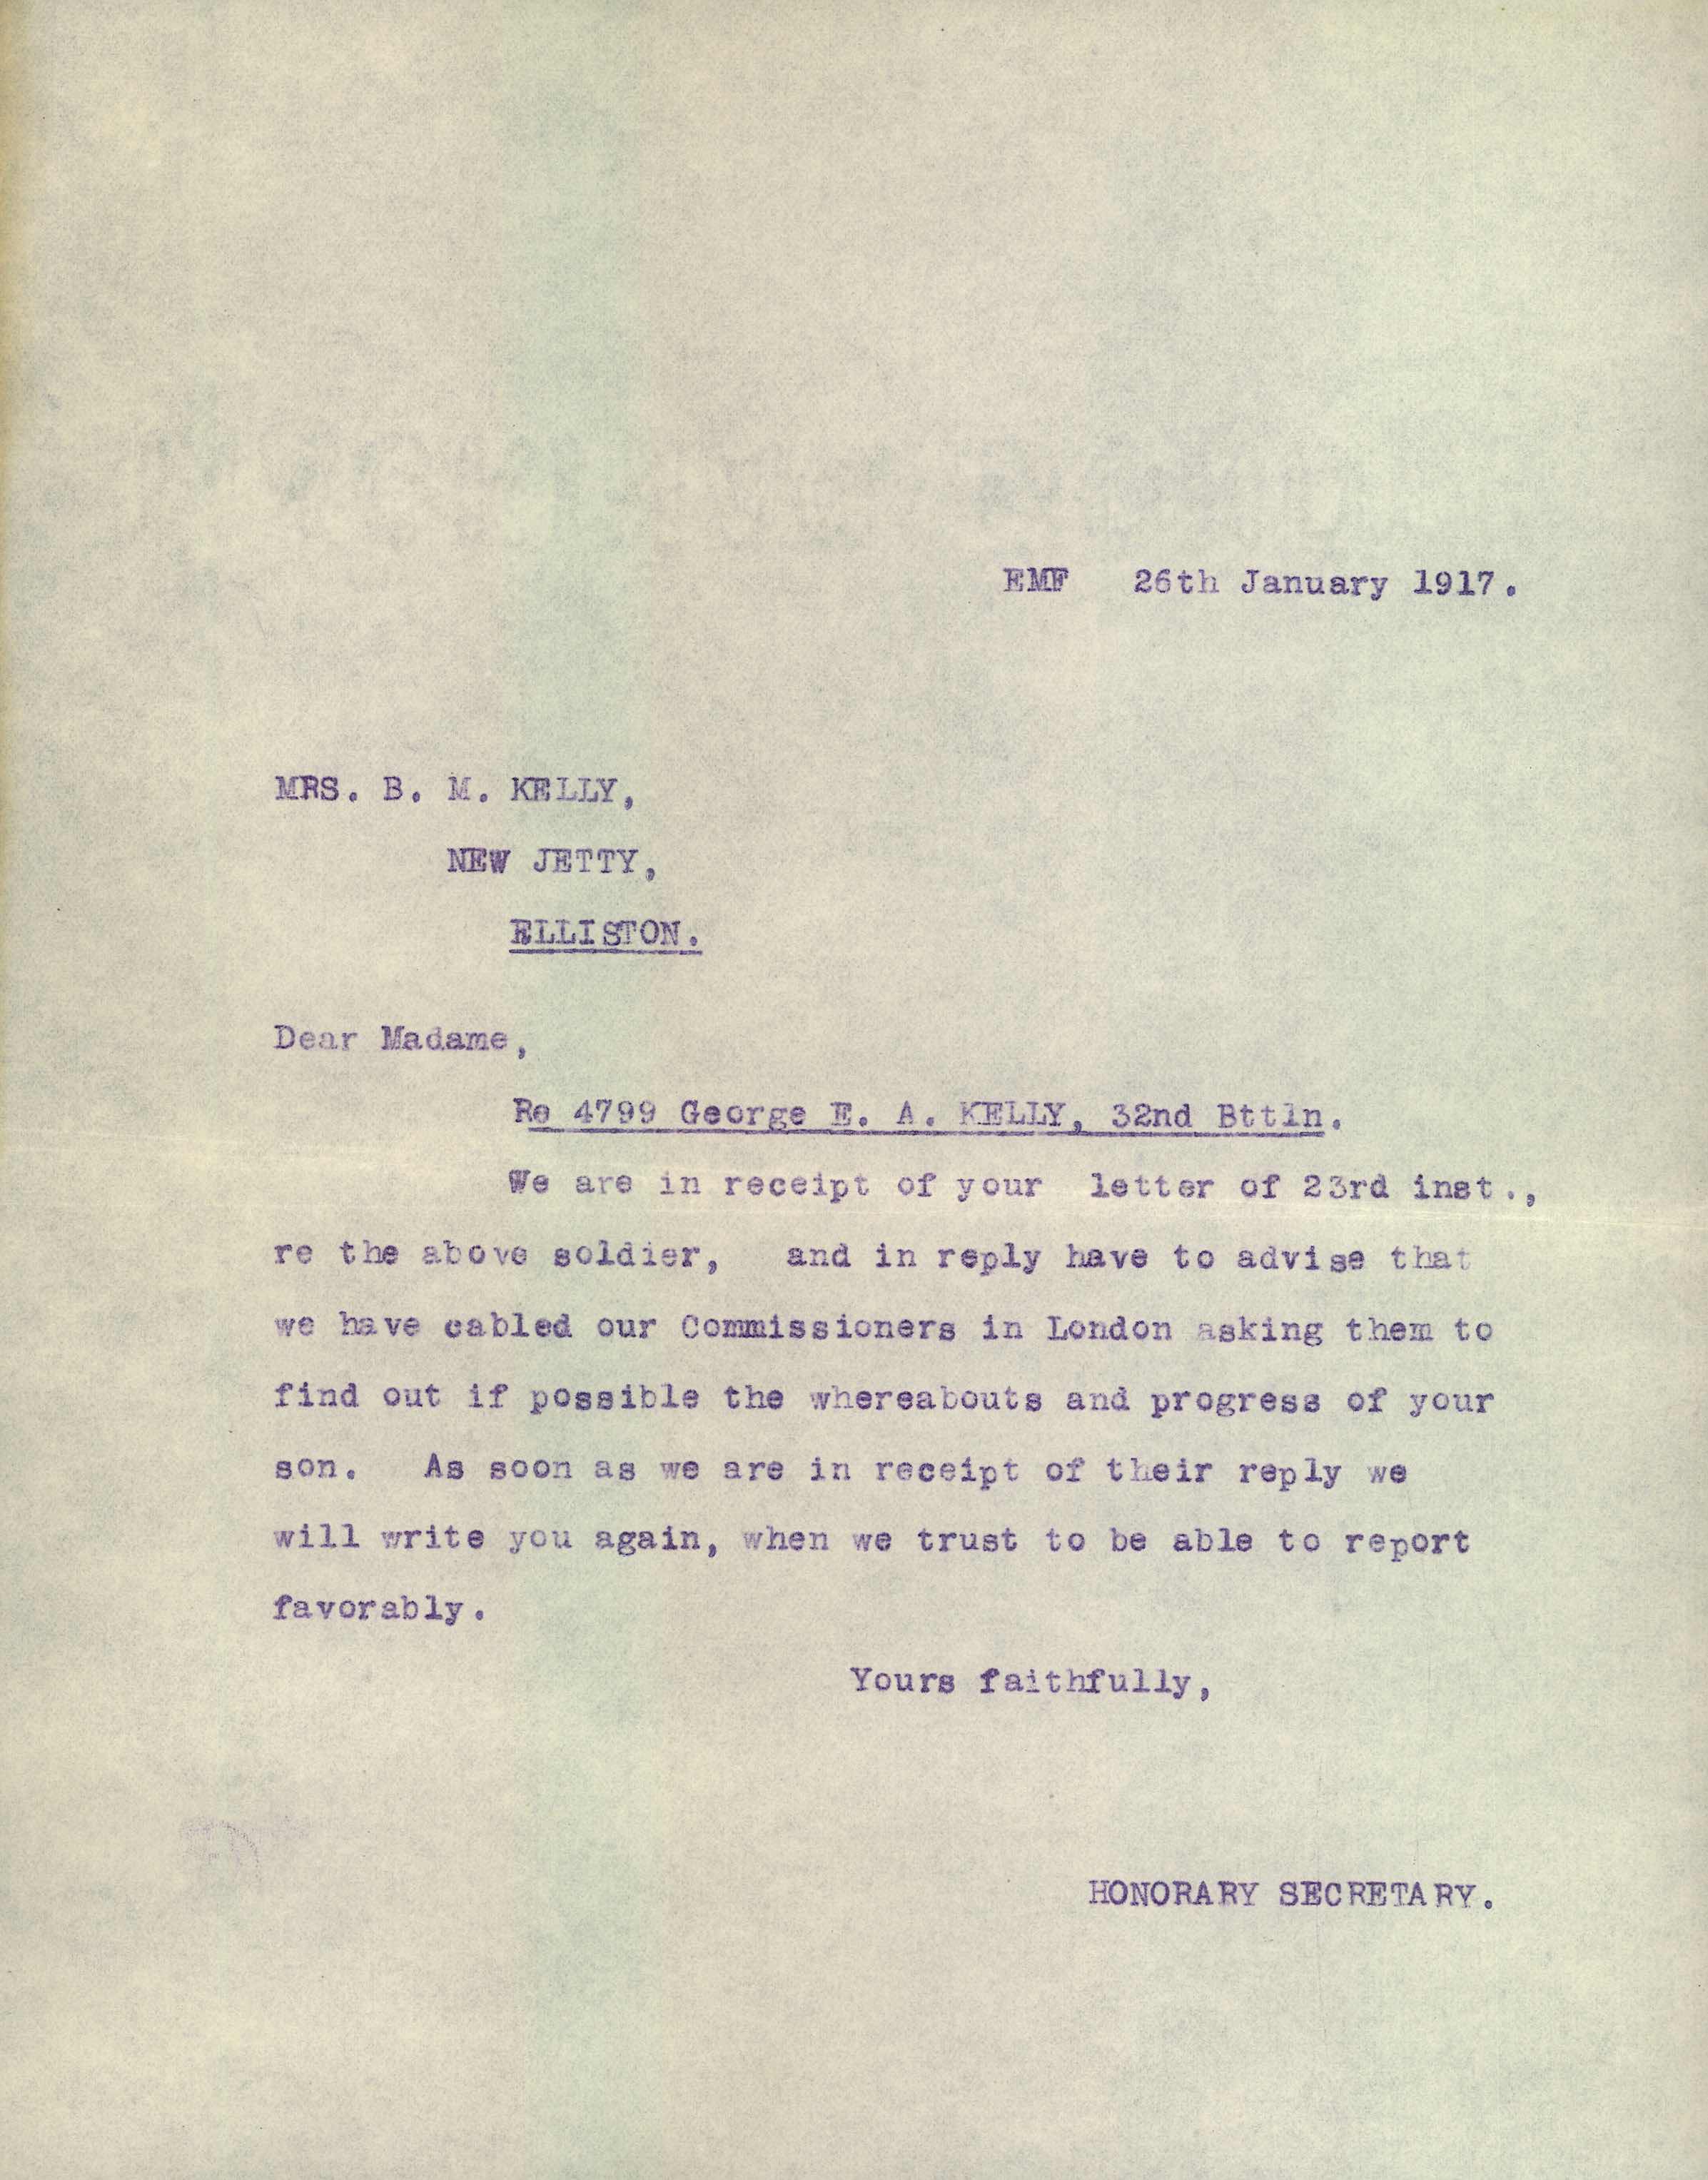 EMF   26th January 1917.
MRS. B. M. KELLY,
NEW JETTY,
ELLISTON.
Dear Madame,
Re 4799 George E. A. KELLY, 32nd Bttln.
We are in receipt of your  letter of 23rd inst.,
re the above soldier,   and in reply have to advise that
we have cabled our Commissioners in London asking them to
find out if possible the whereabouts and progress of your
son.   As soon as we are in receipt of their reply we
will write you again, when we trust to be able to report
favorably.
Yours faithfully,
HONORARY SECRETARY.